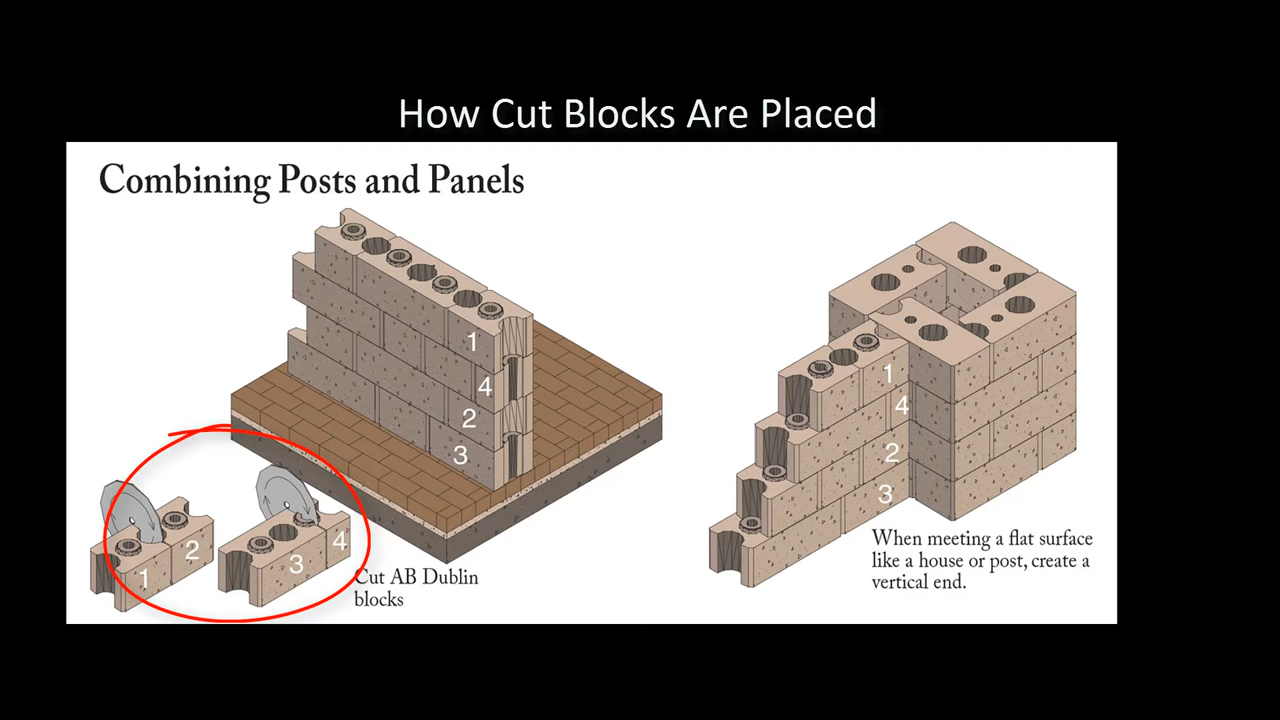 How Cut Blocks Are Placed
Combining Posts and Panels
1
4
2
3
1
2
3
4
Cut AB Dublin
blocks
1
4
2
3
When meeting a flat surface
like a house or post, create a
vertical end.